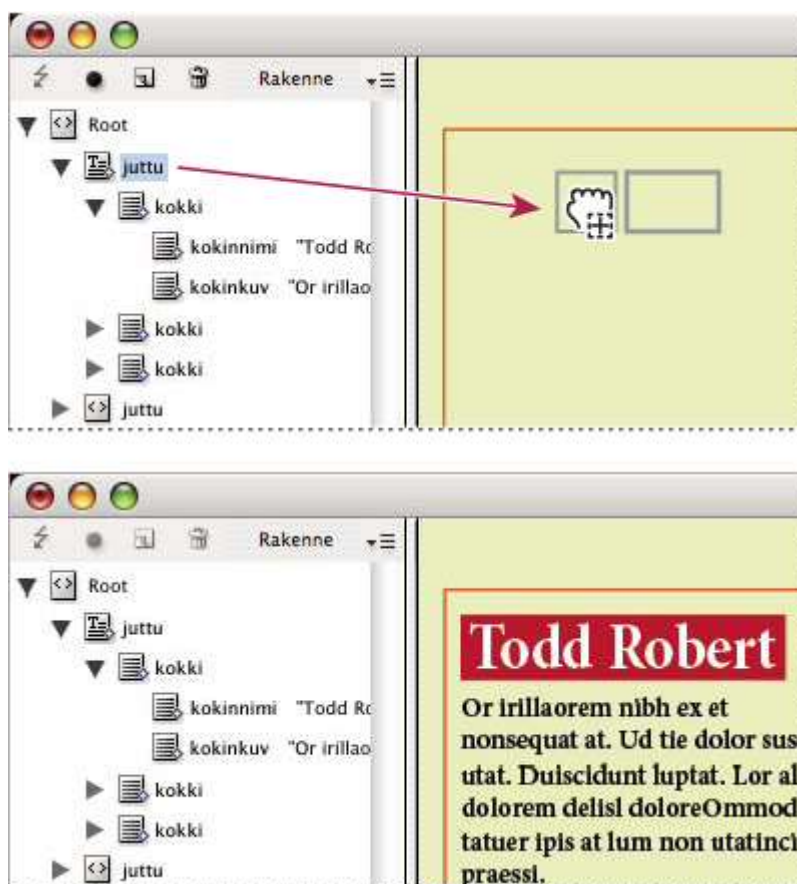 Rakenne
Root
juttu
kokki
kokinnimi "Todd Ro
kokinkuv "Or irillao
kokki
kokki
juttu
Rakenne
Root
juttu
kokki
kokinnimi "Todd Ro
kokinkuv "Or irillao
kokki
kokki
juttu
Todd Robert
Or irillaorem nibh ex et
nonsequat at. Ud tie dolor sus
utat. Duiscidunt luptat. Lor al
dolorem delisl doloreOmmod
tatuer ipis at lum non utatinci
praessi.